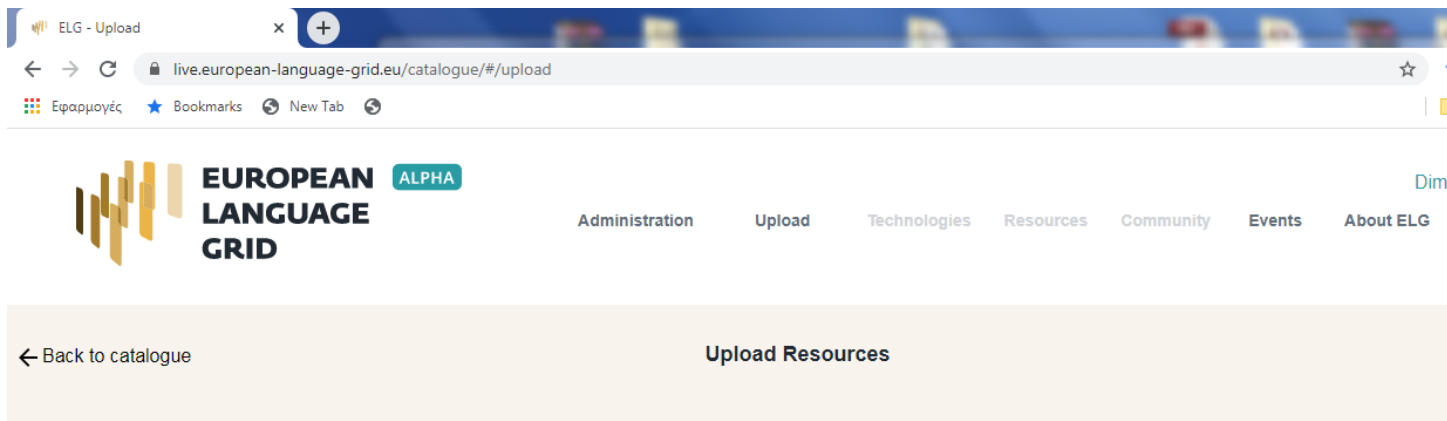 ELG - Upload
live.european-language-grid.eu/catalogue/#/upload
Εφαρμογές Bookmarks New Tab
EUROPEAN ALPHA
LANGUAGE
GRID
Dim
Administration Upload Technologies Resources Community Events About ELG
← Back to catalogue
Upload Resources